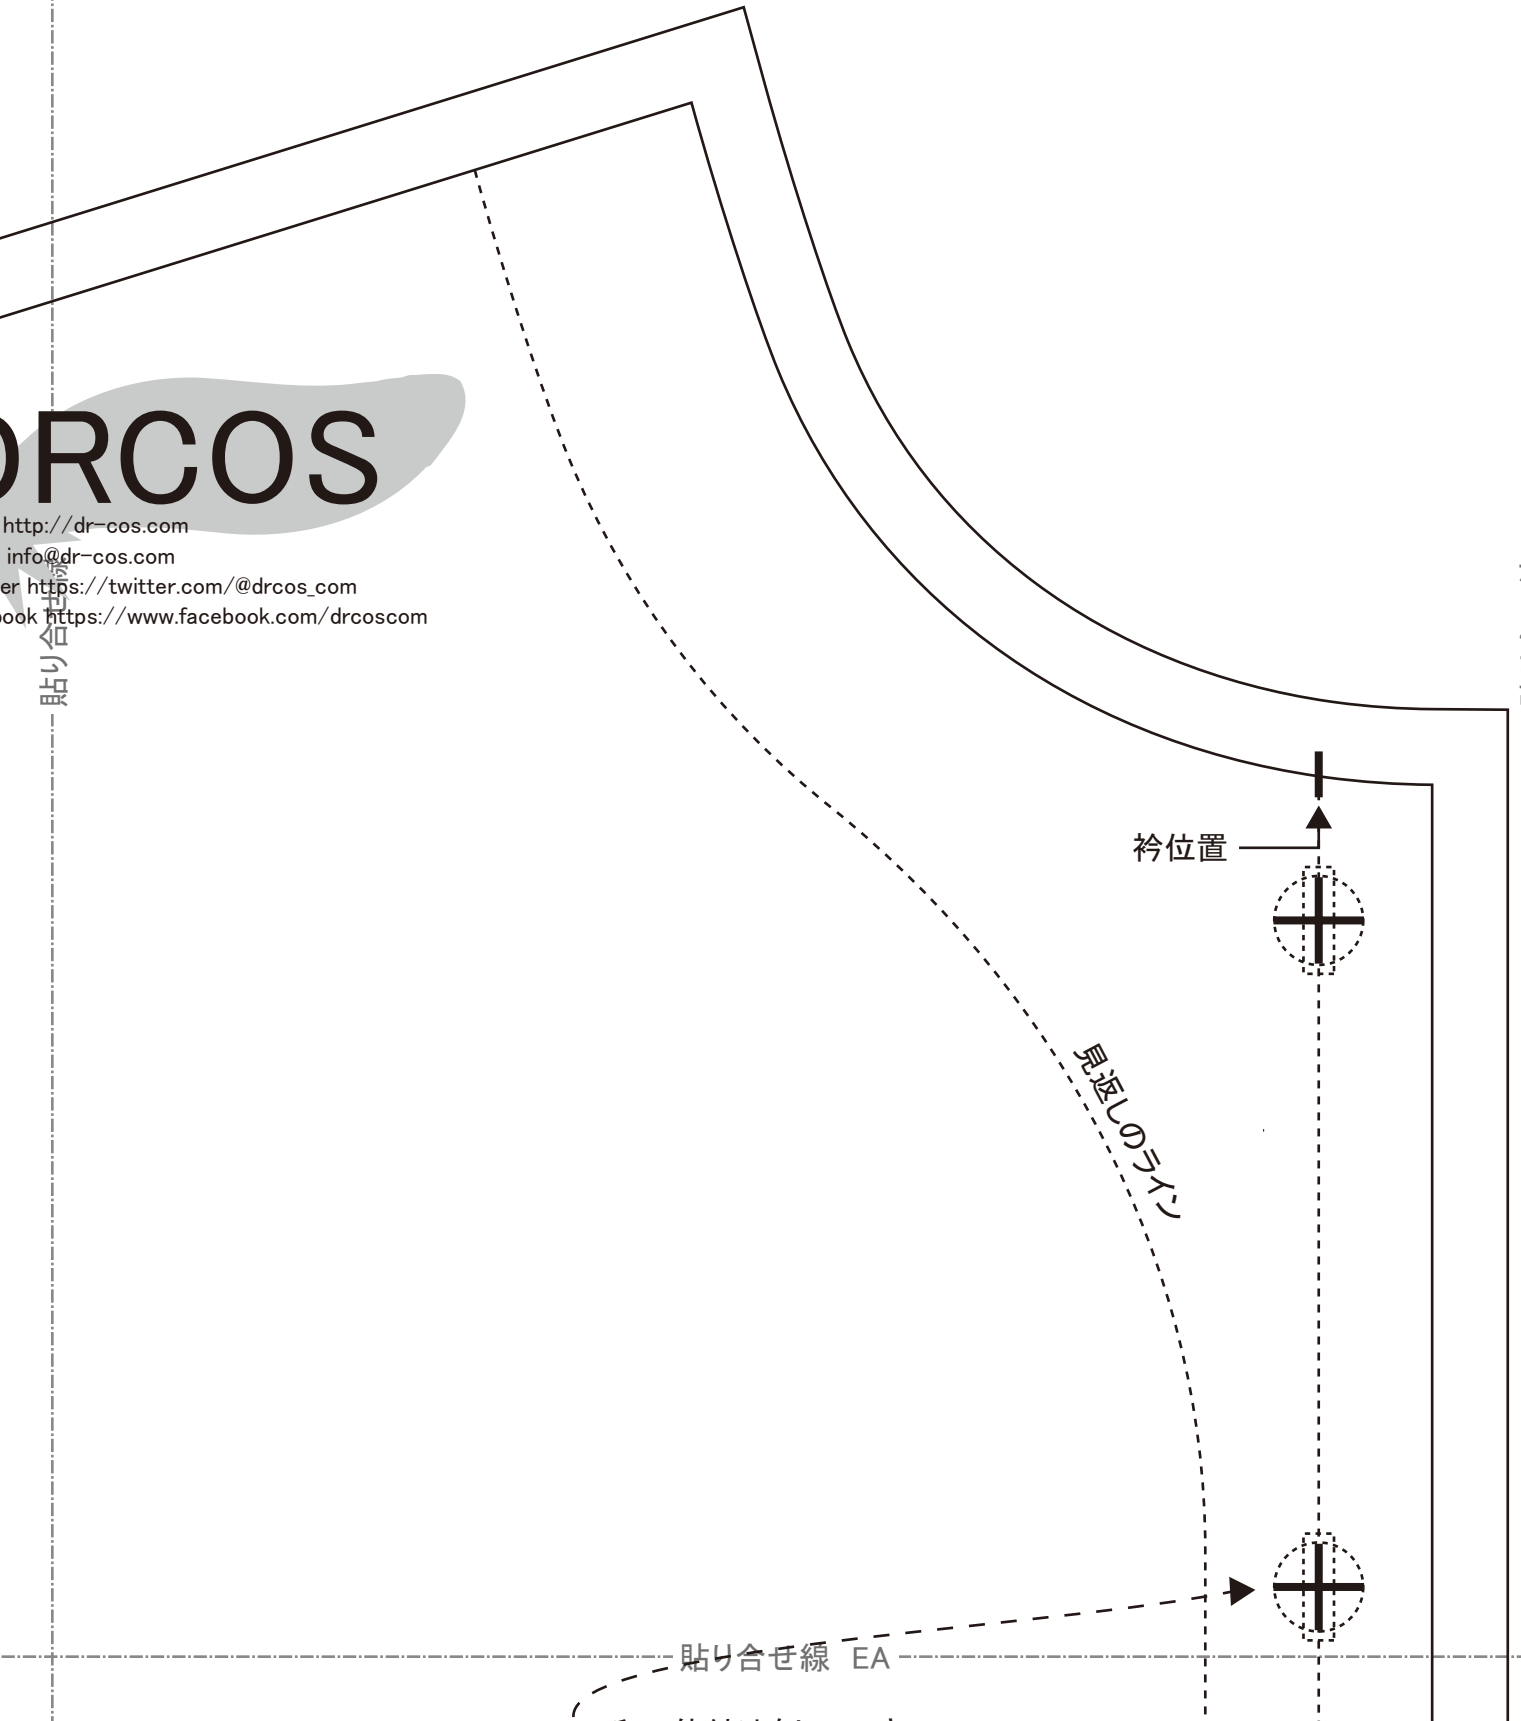 DRCOS
http://dr-cos.com
info@dr-cos.com
er https://twitter.com/@drcos_com
ook https://www.facebook.com/drcoscom
貼り合せ線
衿位置
見返しのライン
貼り合せ線 EA